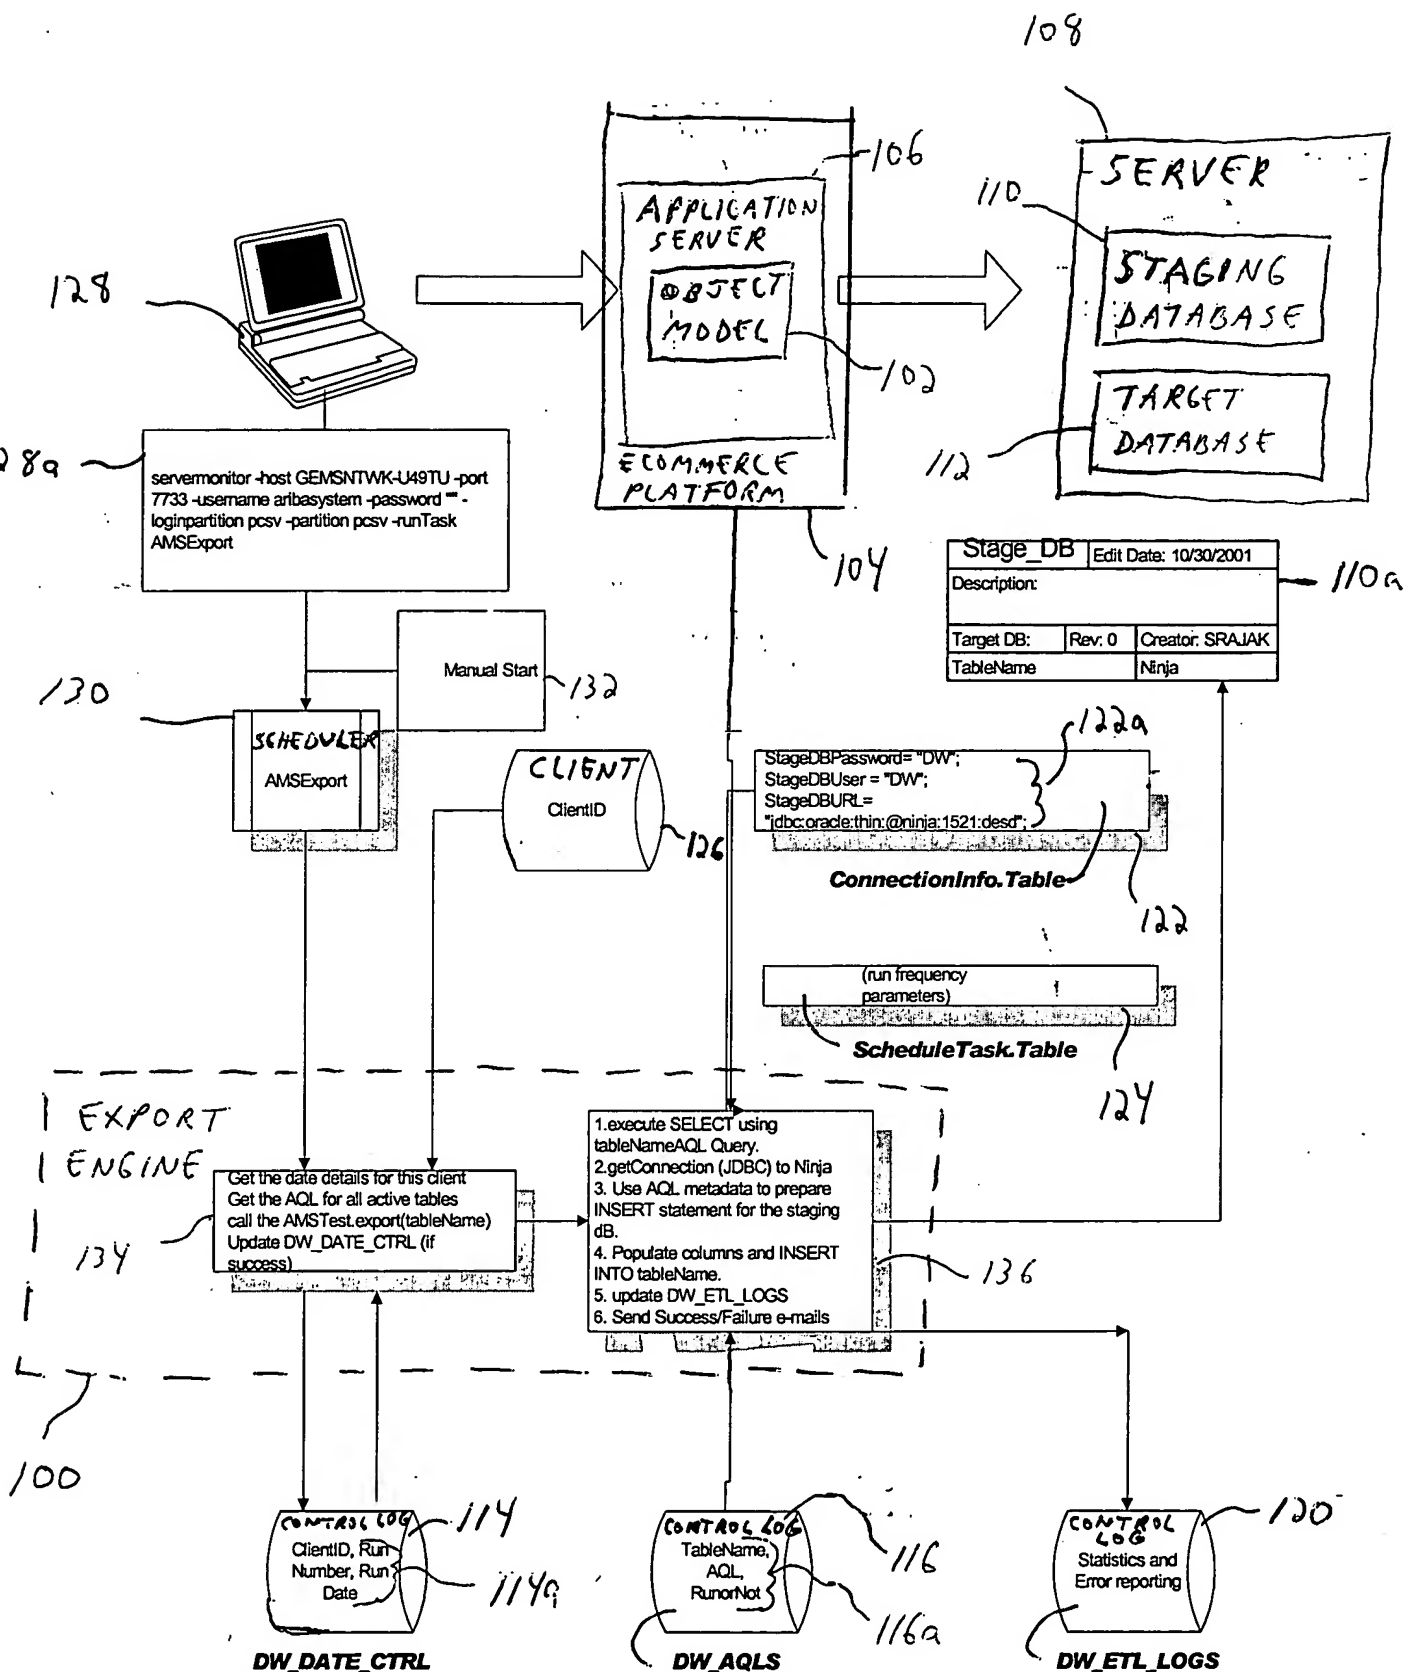 108
106
SERVER
110
APPLICATION
SERVER
STAGING
DATABASE
128
OBJECT
MODEL
102
TARGET
DATABASE
112
ECOMMERCE
PLATFORM
28a
servermonitor -host GEMSNTWK-U49TU -port
7733 -username aribasystem -password "" -
loginpartition pcsv -partition pcsv -runTask
AMSExport
104
Stage_DB
Edit Date: 10/30/2001
110a
Description:
Target DB:
Rev: 0
Creator: SRAJAK
TableName
Ninja
Manual Start
132
130
SCHEDULER
AMSExport
CLIENT
ClientID
126
122a
StageDBPassword= "DW";
StageDBUser = "DW";
StageDBURL=
"jdbc:oracle:thin:@ninja:1521:desd";
ConnectionInfo.Table
122
(run frequency
parameters)
ScheduleTask.Table
124
EXPORT
ENGINE
Get the date details for this client
Get the AQL for all active tables
call the AMSTest.export(tableName)
Update DW_DATE_CTRL (if
success)
134
1.execute SELECT using
tableNameAQL Query.
2.getConnection (JDBC) to Ninja
3. Use AQL metadata to prepare
INSERT statement for the staging
dB.
4. Populate columns and INSERT
INTO tableName.
5. update DW_ETL_LOGS
6. Send Success/Failure e-mails
136
100
CONTROL LOG
ClientID, Run
Number, Run
Date
114
114a
DW_DATE_CTRL
CONTROL LOG
TableName,
AQL,
RunorNot
116
116a
DW_AQLS
CONTROL
LOG
Statistics and
Error reporting
120
DW_ETL_LOGS